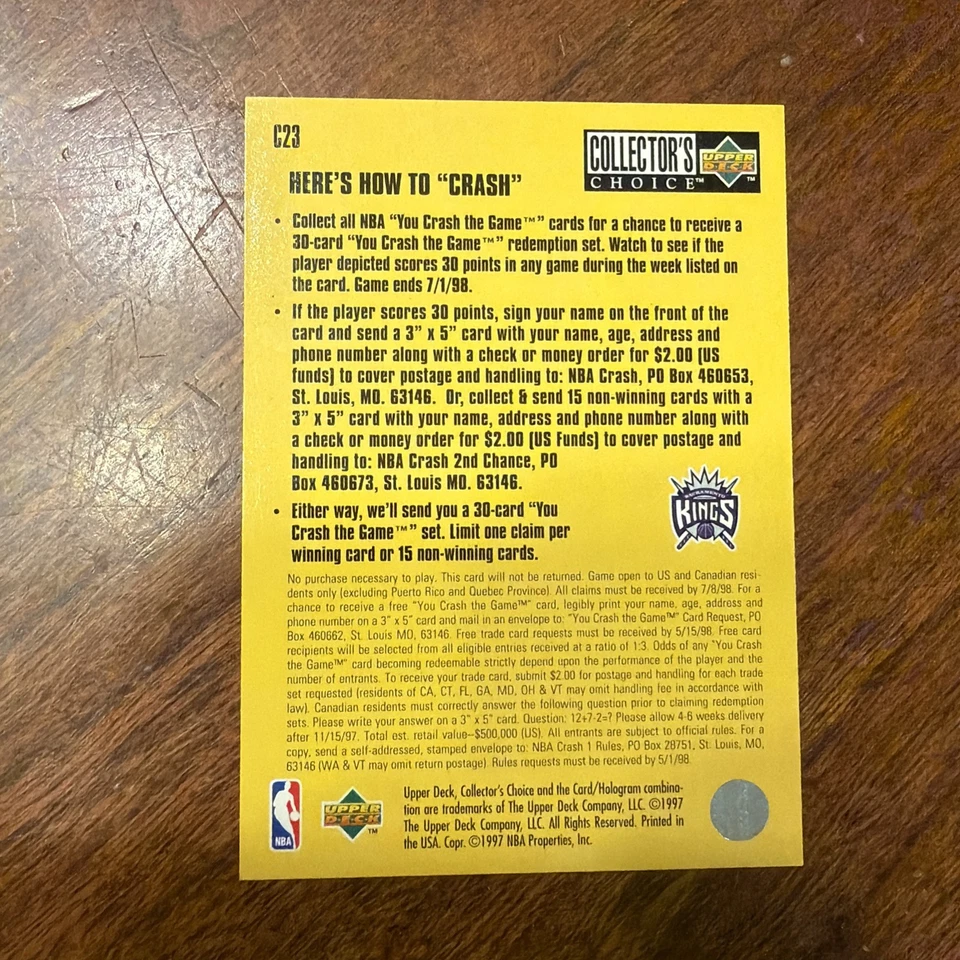 C23
COLLECTOR'S
CHOICE™
UPPER
DECK
HERE'S HOW TO “CRASH”
• Collect all NBA “You Crash the Game™” cards for a chance to receive a
30-card “You Crash the Game™” redemption set. Watch to see if the
player depicted scores 30 points in any game during the week listed on
the card. Game ends 7/1/98.
• If the player scores 30 points, sign your name on the front of the
card and send a 3” x 5” card with your name, age, address and
phone number along with a check or money order for $2.00 (US
funds) to cover postage and handling to: NBA Crash, PO Box 460653,
St. Louis, MO. 63146. Or, collect & send 15 non-winning cards with a
3” x 5” card with your name, address and phone number along with
a check or money order for $2.00 (US Funds) to cover postage and
handling to: NBA Crash 2nd Chance, PO
Box 460673, St. Louis MO. 63146.
• Either way, we'll send you a 30-card “You
Crash the Game™” set. Limit one claim per
winning card or 15 non-winning cards.
SACRAMENTO
KINGS
No purchase necessary to play. This card will not be returned. Game open to US and Canadian resi-
dents only (excluding Puerto Rico and Quebec Province). All claims must be received by 7/8/98. For a
chance to receive a free "You Crash the Game™" card, legibly print your name, age, address and
phone number on a 3" x 5" card and mail in an envelope to: "You Crash the Game™" Card Request, PO
Box 460662, St. Louis MO, 63146. Free trade card requests must be received by 5/15/98. Free card
recipients will be selected from all eligible entries received at a ratio of 1:3. Odds of any "You Crash
the Game™" card becoming redeemable strictly depend upon the performance of the player and the
number of entrants. To receive your trade card, submit $2.00 for postage and handling for each trade
set requested (residents of CA, CT, FL, GA, MD, OH & VT may omit handling fee in accordance with
law). Canadian residents must correctly answer the following question prior to claiming redemption
sets. Please write your answer on a 3" x 5" card. Question: 12+7-2=? Please allow 4-6 weeks delivery
after 11/15/97. Total est. retail value--$500,000 (US). All entrants are subject to official rules. For a
copy, send a self-addressed, stamped envelope to: NBA Crash 1 Rules, PO Box 28751, St. Louis, MO,
63146 (WA & VT may omit return postage). Rules requests must be received by 5/1/98.
NBA
UPPER
DECK™
Upper Deck, Collector's Choice and the Card/Hologram combina-
tion are trademarks of The Upper Deck Company, LLC. ©1997
The Upper Deck Company, LLC. All Rights Reserved. Printed in
the USA. Copr. ©1997 NBA Properties, Inc.